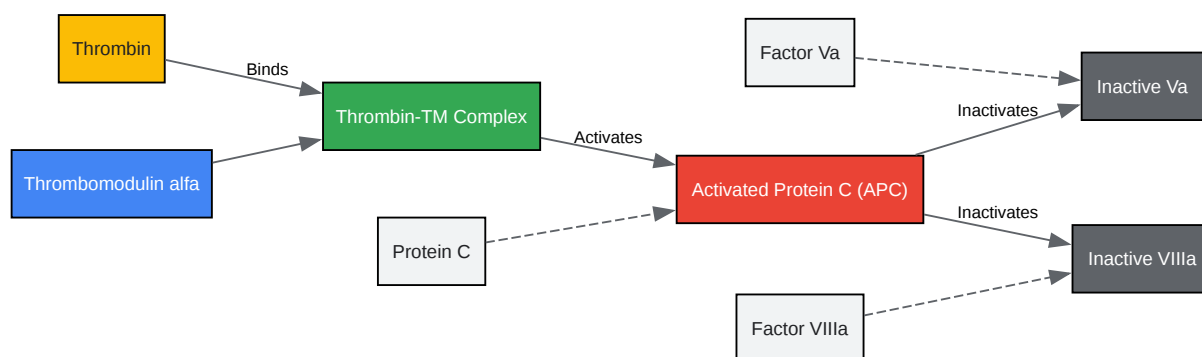 Thrombin
Factor Va
Binds
Inactive Va
Thrombin-TM Complex
Inactivates
Activates
Thrombomodulin alfa
Activated Protein C (APC)
Inactivates
Protein C
Inactive VIIIa
Factor VIIIa